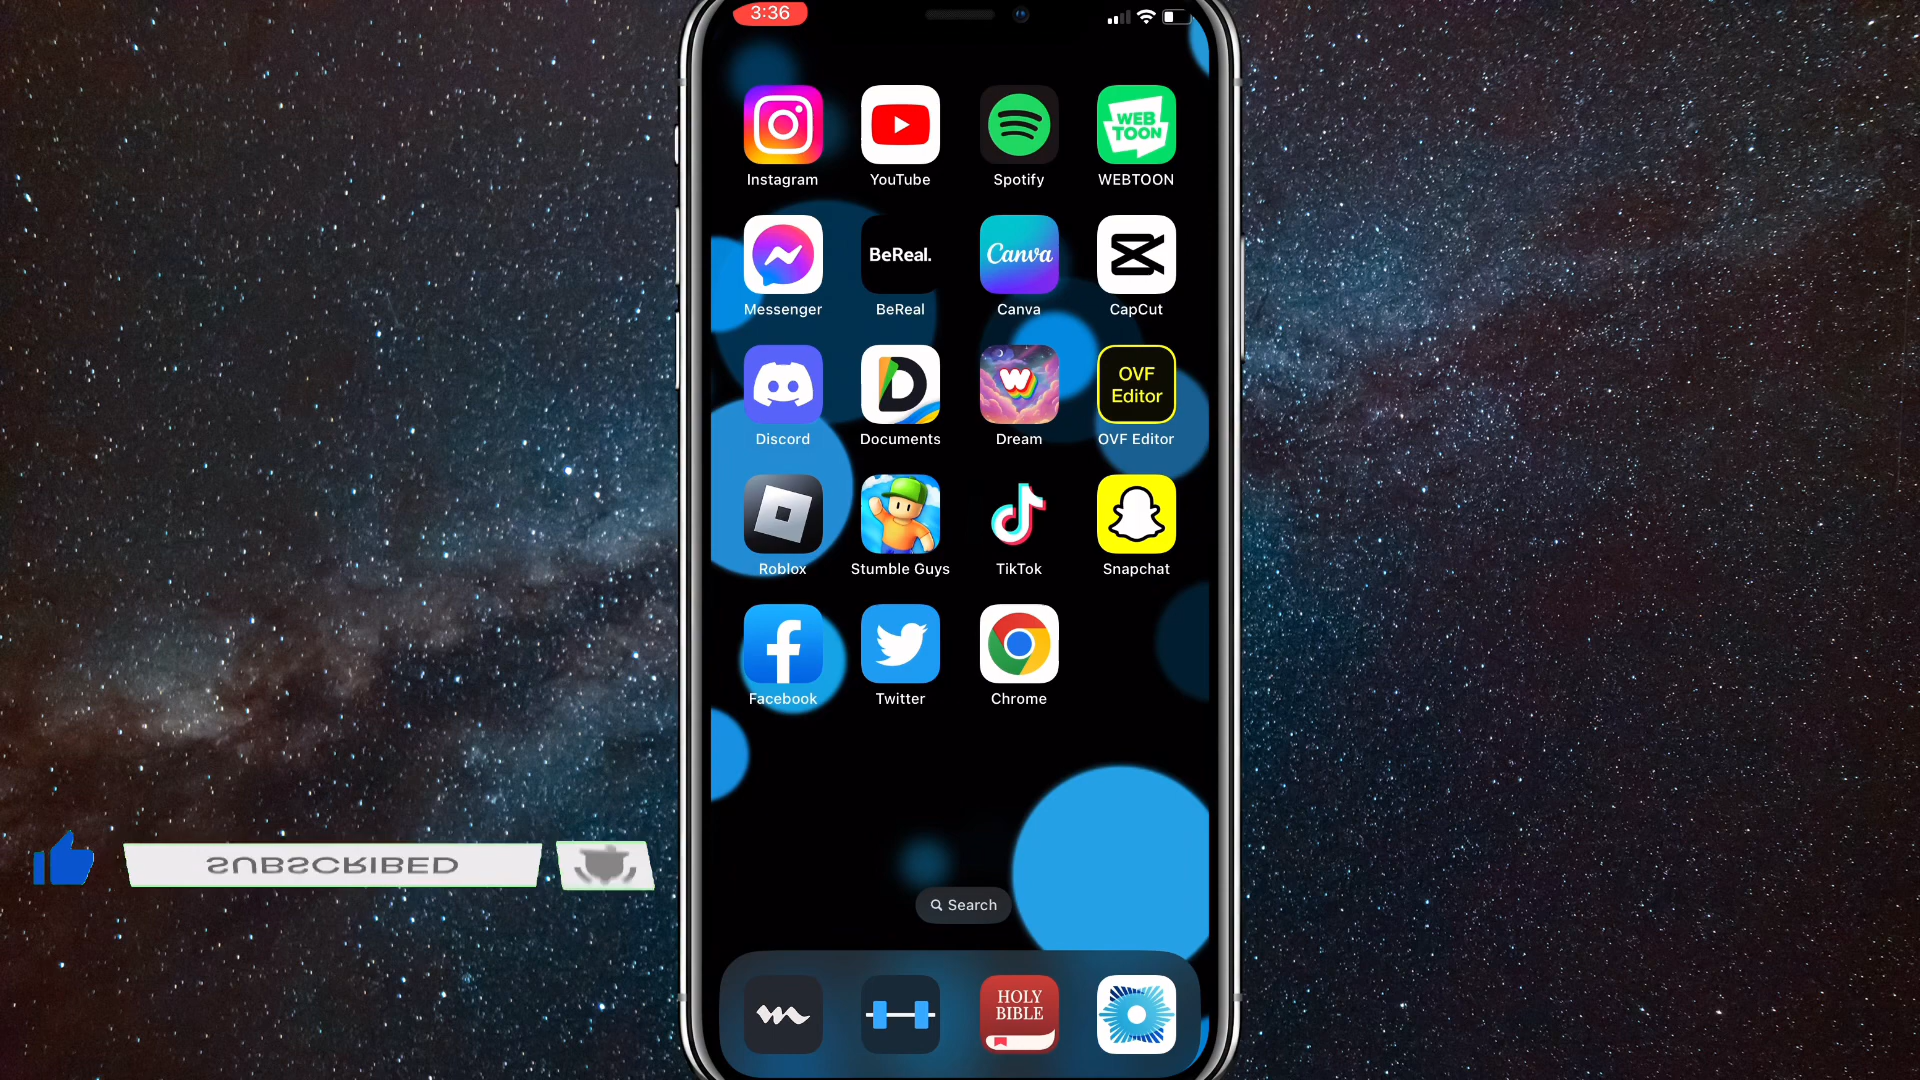 3:36
Instagram YouTube Spotify WEBTOON
WEB
TOON
BeReal.
Canva
Messenger BeReal Canva CapCut
OVF
Editor
Discord Documents Dream OVF Editor
Roblox Stumble Guys TikTok Snapchat
Facebook Twitter Chrome
SUBSCRIBED
Search
HOLY
BIBLE